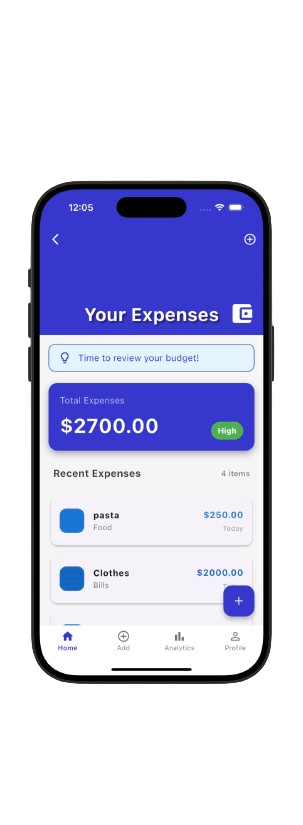 12:05
Your Expenses
Time to review your budget!
Total Expenses
$2700.00
High
Recent Expenses
4 items
pasta
$250.00
Food
Today
Clothes
$2000.00
Bills
Home
Add
Analytics
Profile